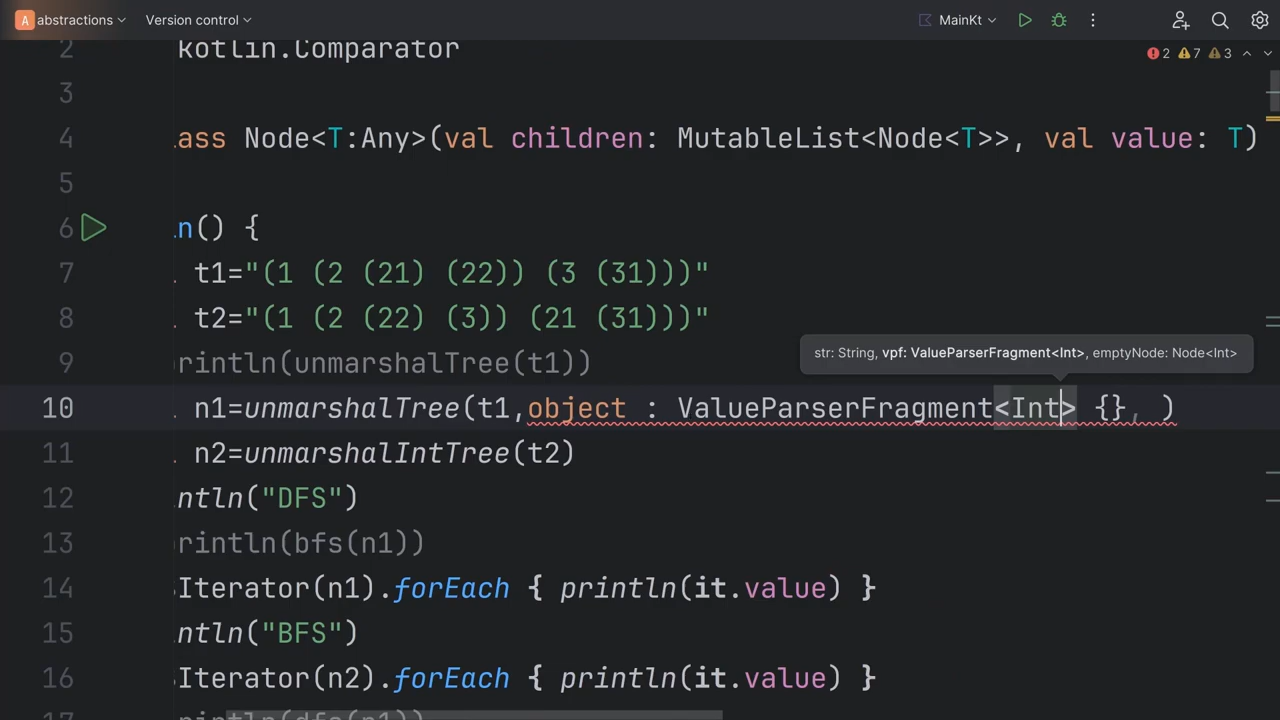 A abstractions Version control MainKt
2 kotlin.Comparator 2 7 3
3
4 ass Node<T:Any>(val children: MutableList<Node<T>>, val value: T)
5
6 n() {
7 t1="(1 (2 (21) (22)) (3 (31)))"
8 t2="(1 (2 (22) (3)) (21 (31)))"
str: String, vpf: ValueParserFragment<Int>, emptyNode: Node<Int>
9 rintln(unmarshalTree(t1))
10 n1=unmarshalTree(t1,object : ValueParserFragment<Int> {}, )
11 n2=unmarshalIntTree(t2)
12 ntln("DFS")
13 rintln(bfs(n1))
14 Iterator(n1).forEach { println(it.value) }
15 ntln("BFS")
16 Iterator(n2).forEach { println(it.value) }
17 rintln(dfs(n1))